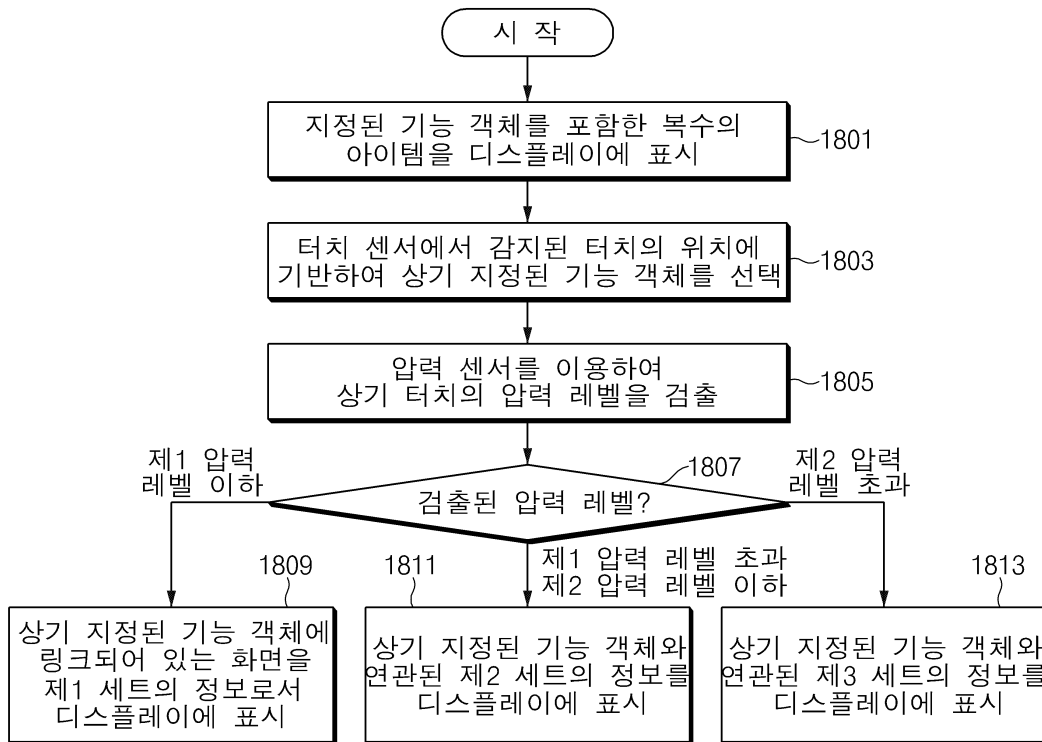 시 작
지정된 기능 객체를 포함한 복수의
아이템을 디스플레이에 표시
1801
터치 센서에서 감지된 터치의 위치에
기반하여 상기 지정된 기능 객체를 선택
1803
압력 센서를 이용하여
상기 터치의 압력 레벨을 검출
1805
제1 압력
레벨 이하
검출된 압력 레벨?
1807
제2 압력
레벨 초과
제1 압력 레벨 초과
제2 압력 레벨 이하
1809
상기 지정된 기능 객체에
링크되어 있는 화면을
제1 세트의 정보로서
디스플레이에 표시
1811
상기 지정된 기능 객체와
연관된 제2 세트의 정보를
디스플레이에 표시
1813
상기 지정된 기능 객체와
연관된 제3 세트의 정보를
디스플레이에 표시